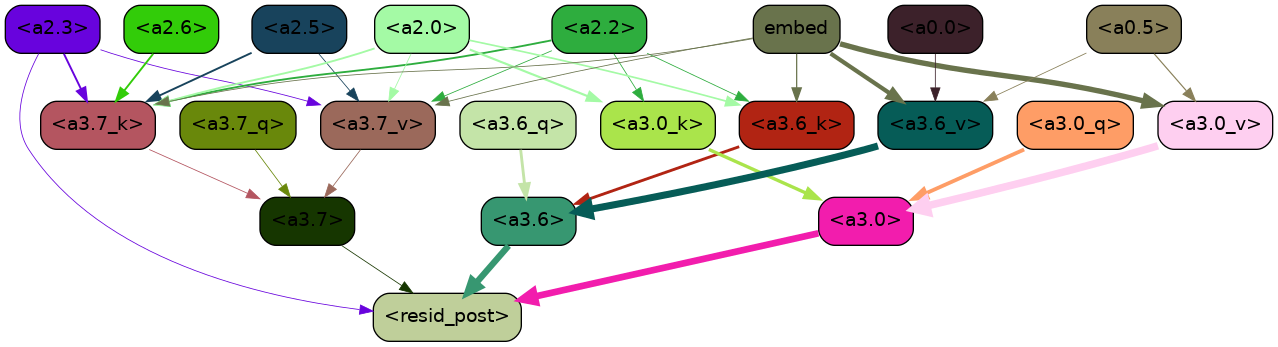 <a2.3> <a2.6> <a2.5> <a2.0> <a2.2> embed <a0.0> <a0.5>
<a3.7_k> <a3.7_q> <a3.7_v> <a3.6_q> <a3.0_k> <a3.6_k> <a3.6_v> <a3.0_q> <a3.0_v>
<a3.7> <a3.6> <a3.0>
<resid_post>